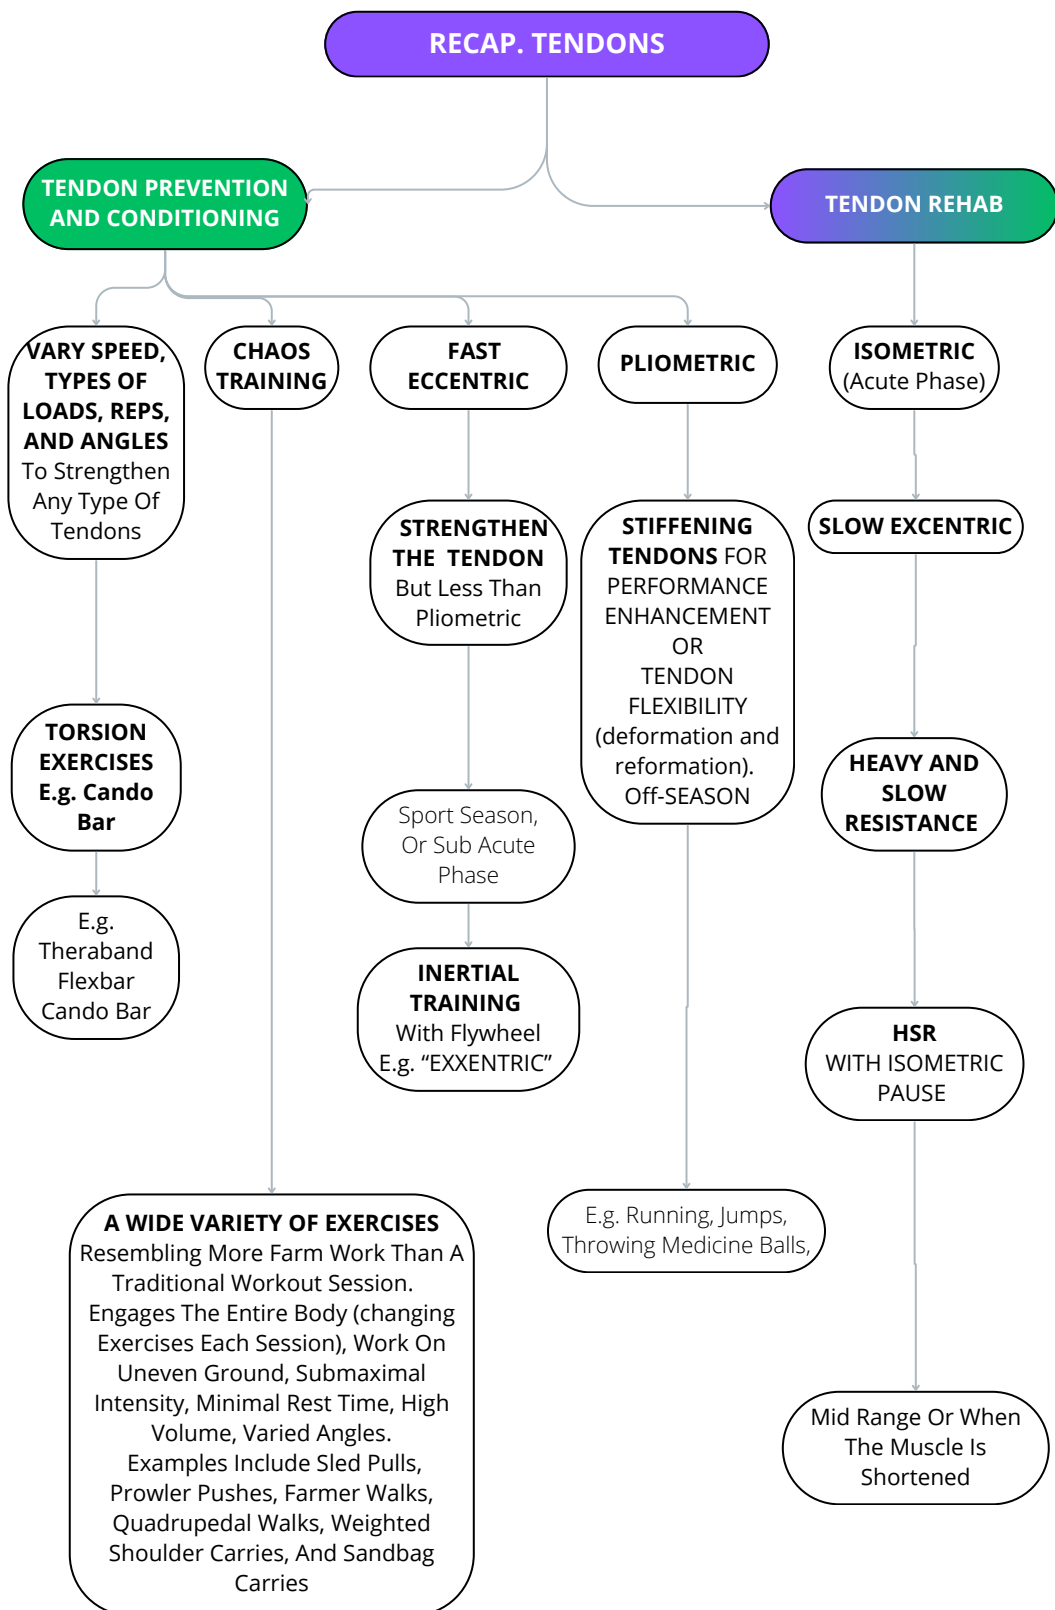 RECAP. TENDONS
TENDON PREVENTION
AND CONDITIONING
TENDON REHAB
VARY SPEED,
TYPES OF
LOADS, REPS,
AND ANGLES
To Strengthen
Any Type Of
Tendons
CHAOS
TRAINING
FAST
ECCENTRIC
PLIOMETRIC
ISOMETRIC
(Acute Phase)
STRENGTHEN
THE TENDON
But Less Than
Pliometric
STIFFENING
TENDONS FOR
PERFORMANCE
ENHANCEMENT
OR
TENDON
FLEXIBILITY
(deformation and
reformation).
Off-SEASON
SLOW EXCENTRIC
TORSION
EXERCISES
E.g. Cando
Bar
HEAVY AND
SLOW
RESISTANCE
Sport Season,
Or Sub Acute
Phase
E.g.
Theraband
Flexbar
Cando Bar
INERTIAL
TRAINING
With Flywheel
E.g. “EXXENTRIC”
HSR
WITH ISOMETRIC
PAUSE
A WIDE VARIETY OF EXERCISES
Resembling More Farm Work Than A
Traditional Workout Session.
Engages The Entire Body (changing
Exercises Each Session), Work On
Uneven Ground, Submaximal
Intensity, Minimal Rest Time, High
Volume, Varied Angles.
Examples Include Sled Pulls,
Prowler Pushes, Farmer Walks,
Quadrupedal Walks, Weighted
Shoulder Carries, And Sandbag
Carries
E.g. Running, Jumps,
Throwing Medicine Balls,
Mid Range Or When
The Muscle Is
Shortened